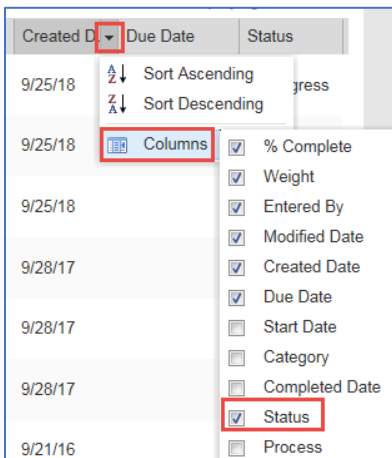 Created D Due Date Status
Sort Ascending
9/25/18 gress
Sort Descending
9/25/18 Columns
% Complete
Weight
9/25/18 Entered By
Modified Date
9/28/17 Created Date
Due Date
9/28/17 Start Date
Category
9/28/17 Completed Date
Status
9/21/16 Process